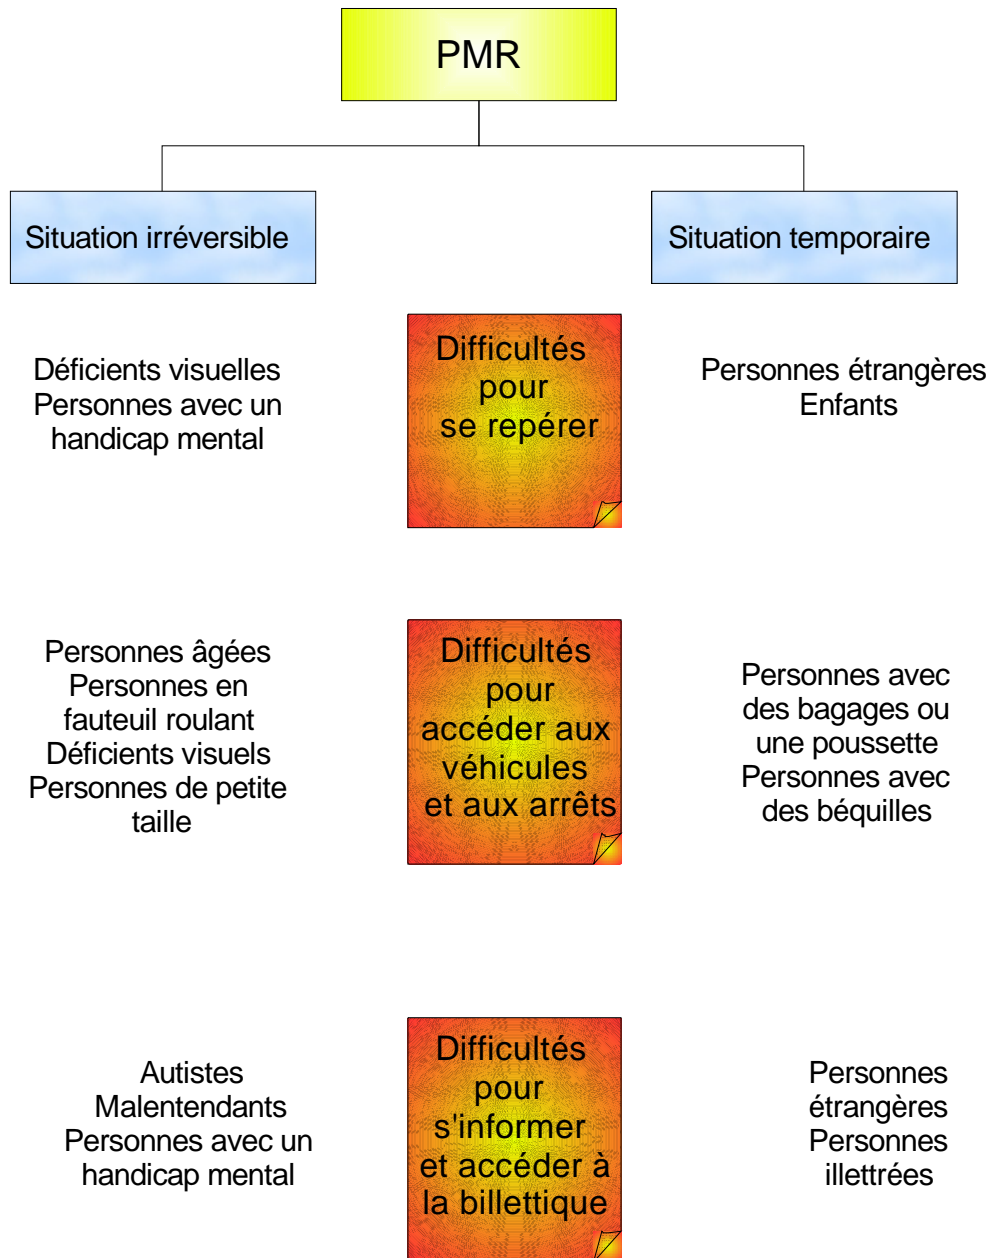 PMR
Situation irréversible
Situation temporaire
Déficients visuelles
Personnes avec un
handicap mental
Difficultés
pour
se repérer
Personnes étrangères
Enfants
Personnes âgées
Personnes en
fauteuil roulant
Déficients visuels
Personnes de petite
taille
Difficultés
pour
accéder aux
véhicules
et aux arrêts
Personnes avec
des bagages ou
une poussette
Personnes avec
des béquilles
Autistes
Malentendants
Personnes avec un
handicap mental
Difficultés
pour
s'informer
et accéder à
la billettique
Personnes
étrangères
Personnes
illettrées